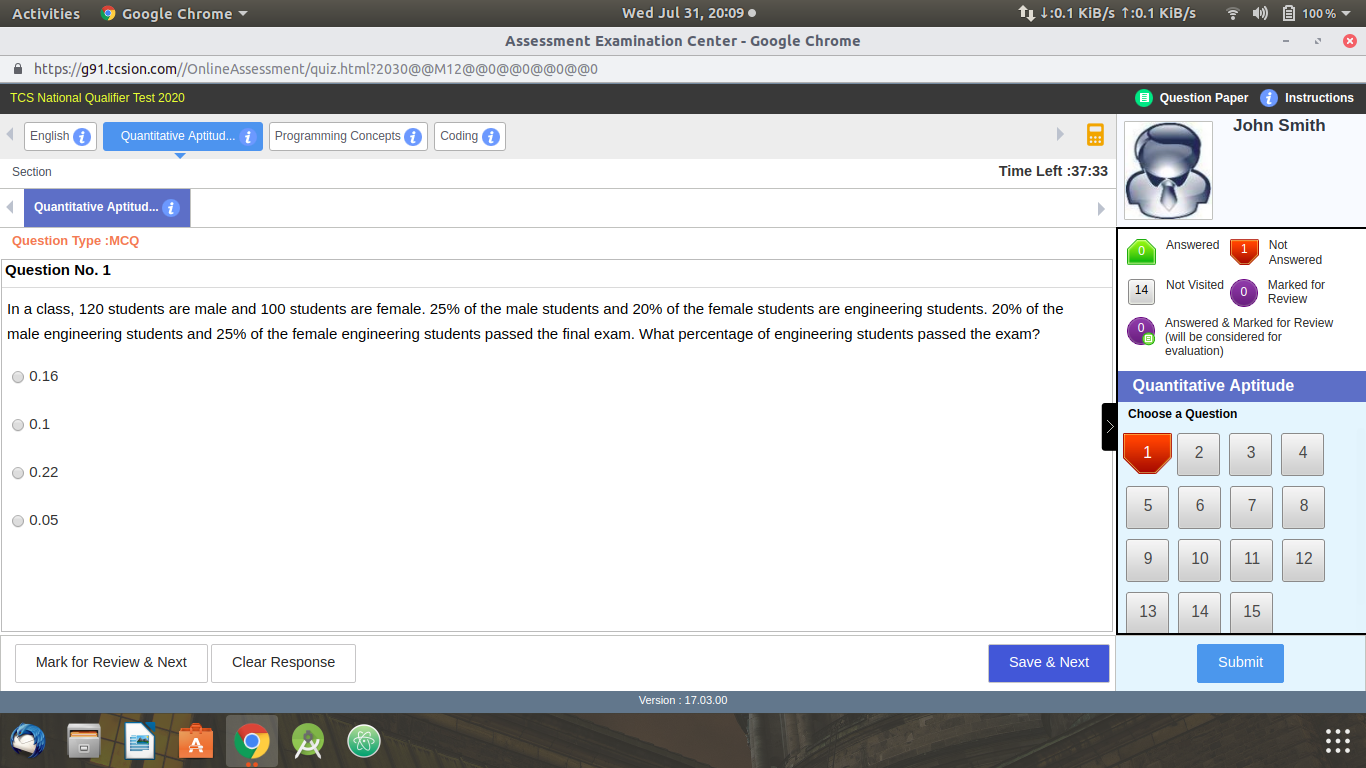 Activities Google Chrome Wed Jul 31, 20:09 ↓:0.1 KiB/s ↑:0.1 KiB/s 100 %
Assessment Examination Center - Google Chrome
https://g91.tcsion.com//OnlineAssessment/quiz.html?2030@@M12@@0@@0@@0@@0
TCS National Qualifier Test 2020 Question Paper i Instructions
English i Quantitative Aptitud... i Programming Concepts i Coding i
John Smith
Section Time Left :37:33
Quantitative Aptitud... i
Question Type :MCQ
Question No. 1
In a class, 120 students are male and 100 students are female. 25% of the male students and 20% of the female students are engineering students. 20% of the
male engineering students and 25% of the female engineering students passed the final exam. What percentage of engineering students passed the exam?
0.16
0.1
0.22
0.05
0 Answered 1 Not
Answered
14 Not Visited 0 Marked for
Review
0 Answered & Marked for Review
(will be considered for
evaluation)
Quantitative Aptitude
Choose a Question
1 2 3 4
5 6 7 8
9 10 11 12
13 14 15
Mark for Review & Next Clear Response Save & Next Submit
Version : 17.03.00